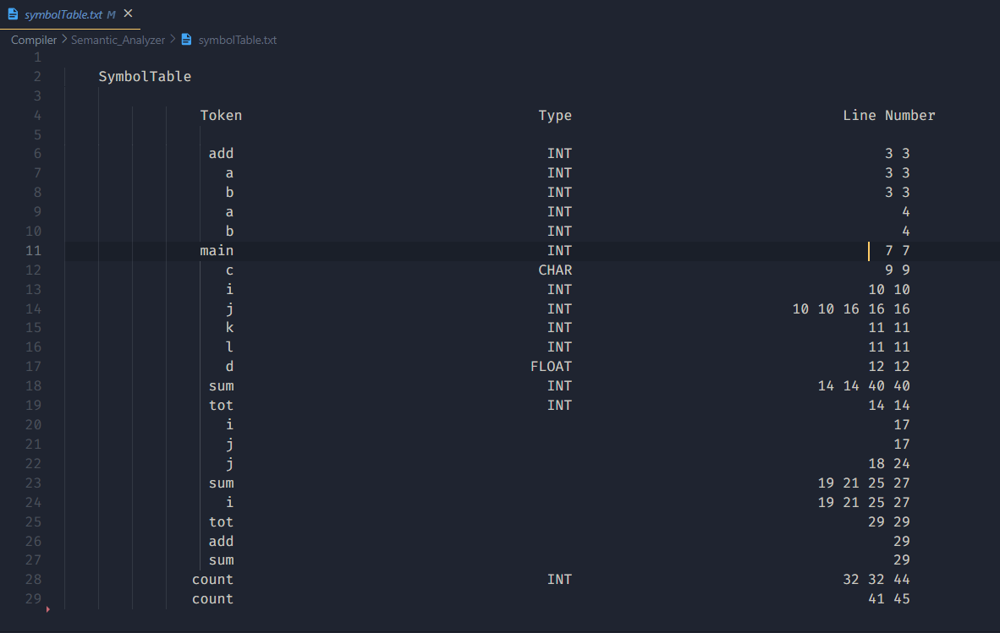 symbolTable.txt M
Compiler > Semantic_Analyzer > symbolTable.txt
1
2 SymbolTable
3
4 Token Type Line Number
5
6 add INT 3 3
7 a INT 3 3
8 b INT 3 3
9 a INT 4
10 b INT 4
11 main INT 7 7
12 c CHAR 9 9
13 i INT 10 10
14 j INT 10 10 16 16 16
15 k INT 11 11
16 l INT 11 11
17 d FLOAT 12 12
18 sum INT 14 14 40 40
19 tot INT 14 14
20 i 17
21 j 17
22 j 18 24
23 sum 19 21 25 27
24 i 19 21 25 27
25 tot 29 29
26 add 29
27 sum 29
28 count INT 32 32 44
29 count 41 45